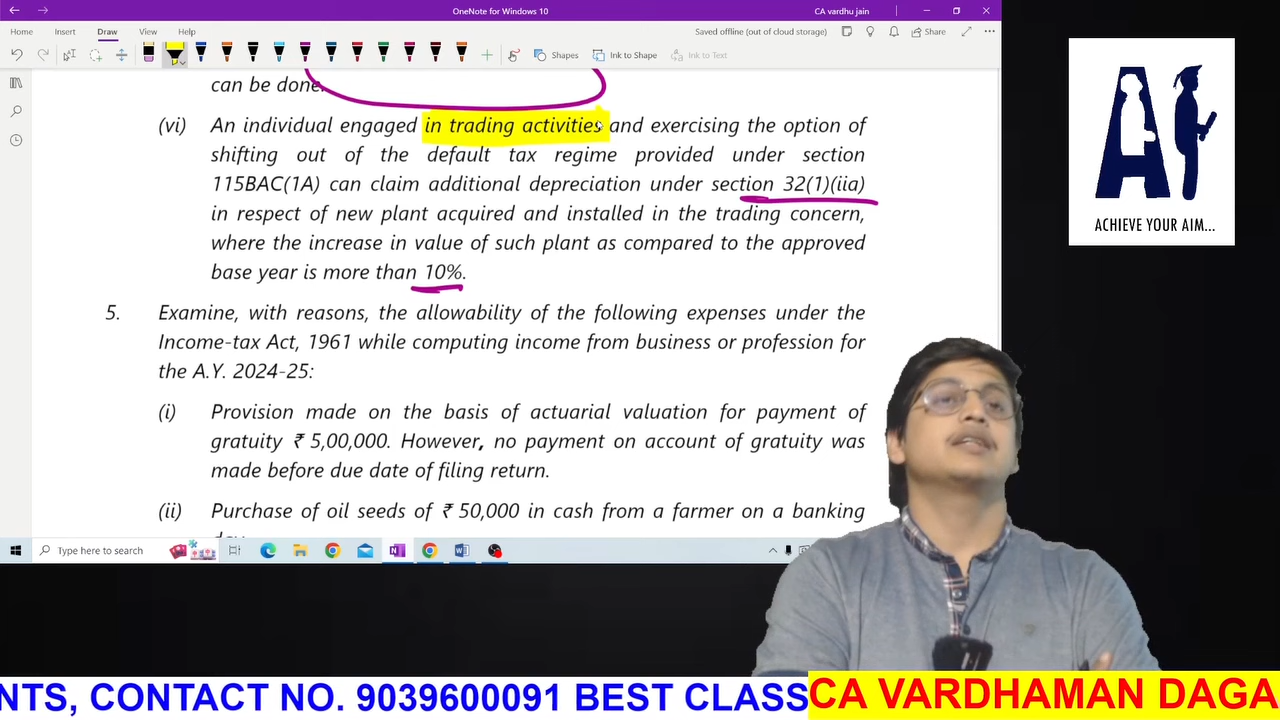 OneNote for Windows 10
CA vardhu jain
Home
Insert
Draw
View
Help
Saved offline (out of cloud storage)
Share
Shapes
Ink to Shape
Ink to Text
can be done.
(vi) An individual engaged in trading activities and exercising the option of
shifting out of the default tax regime provided under section
115BAC(1A) can claim additional depreciation under section 32(1)(iia)
in respect of new plant acquired and installed in the trading concern,
where the increase in value of such plant as compared to the approved
base year is more than 10%.
5. Examine, with reasons, the allowability of the following expenses under the
Income-tax Act, 1961 while computing income from business or profession for
the A.Y. 2024-25:
(i) Provision made on the basis of actuarial valuation for payment of
gratuity ₹ 5,00,000. However, no payment on account of gratuity was
made before due date of filing return.
(ii) Purchase of oil seeds of ₹ 50,000 in cash from a farmer on a banking
Type here to search
AI
ACHIEVE YOUR AIM...
NTS, CONTACT NO. 9039600091 BEST CLASS
CA VARDHAMAN DAGA